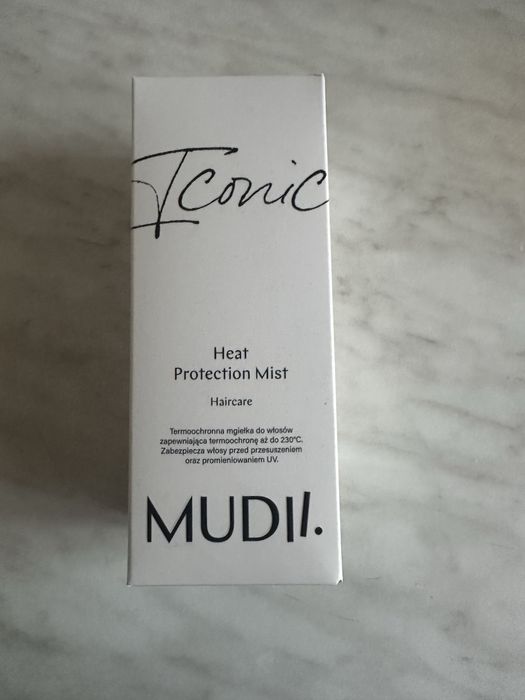 Iconic
Heat
Protection Mist
Haircare
Termoochronna mgiełka do włosów
zapewniająca termoochronę aż do 230°C.
Zabezpiecza włosy przed przesuszeniem
oraz promieniowaniem UV.
MUDII.